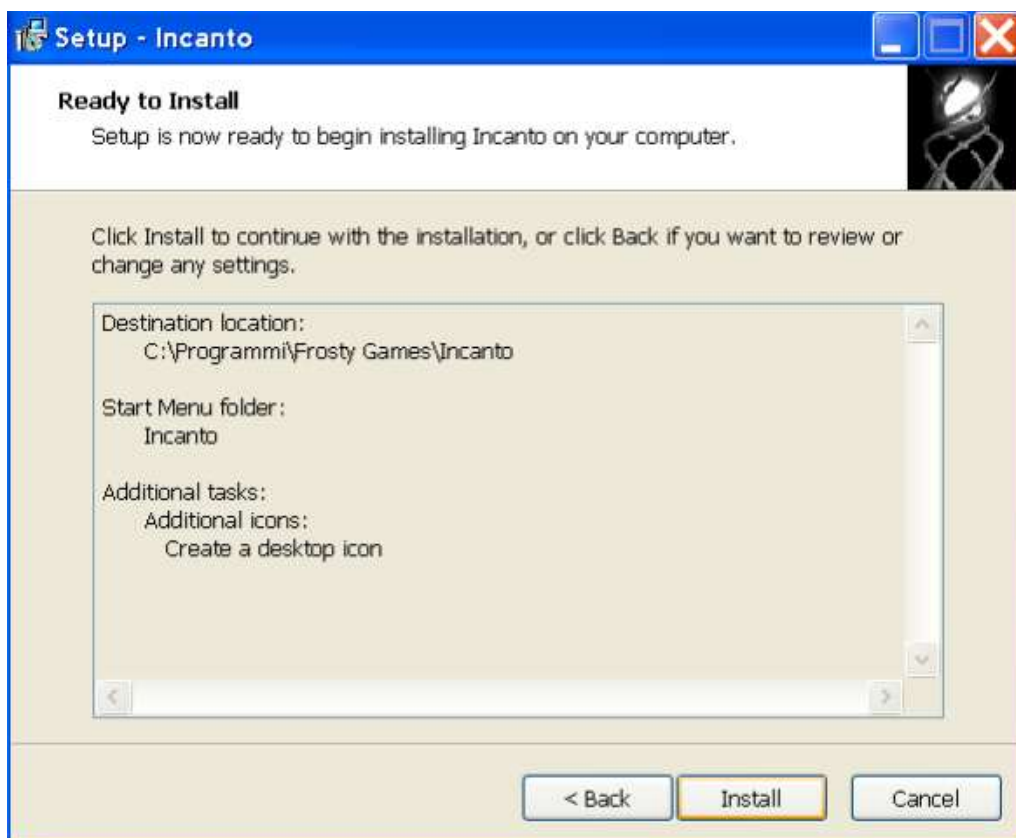 Setup - Incanto
Ready to Install
Setup is now ready to begin installing Incanto on your computer.
Click Install to continue with the installation, or click Back if you want to review or
change any settings.
Destination location:
C:\Programmi\Frosty Games\Incanto
Start Menu folder:
Incanto
Additional tasks:
Additional icons:
Create a desktop icon
< Back
Install
Cancel